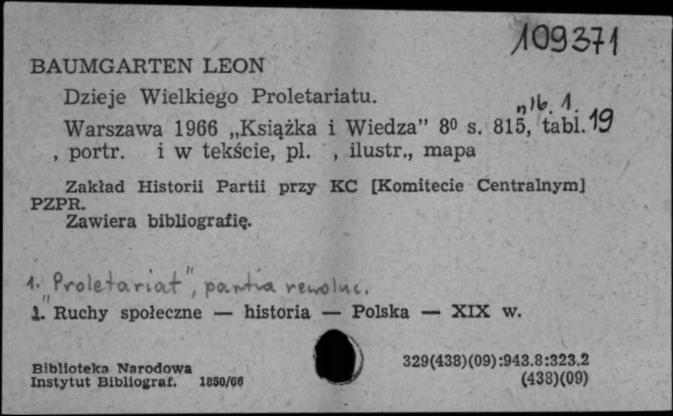 109371
BAUMGARTEN LEON
Dzieje Wielkiego Proletariatu.
nlb. 1.
Warszawa 1966 „Książka i Wiedza” 8⁰ s. 815, tabl. 19
, portr. i w tekście, pl. , ilustr., mapa
Zakład Historii Partii przy KC [Komitecie Centralnym]
PZPR.
Zawiera bibliografię.
1. "Proletariat", partia rewoluc.
1. Ruchy społeczne — historia — Polska — XIX w.
Biblioteka Narodowa
Instytut Bibliograf. 1850/66
329(438)(09):943.8:323.2
(438)(09)